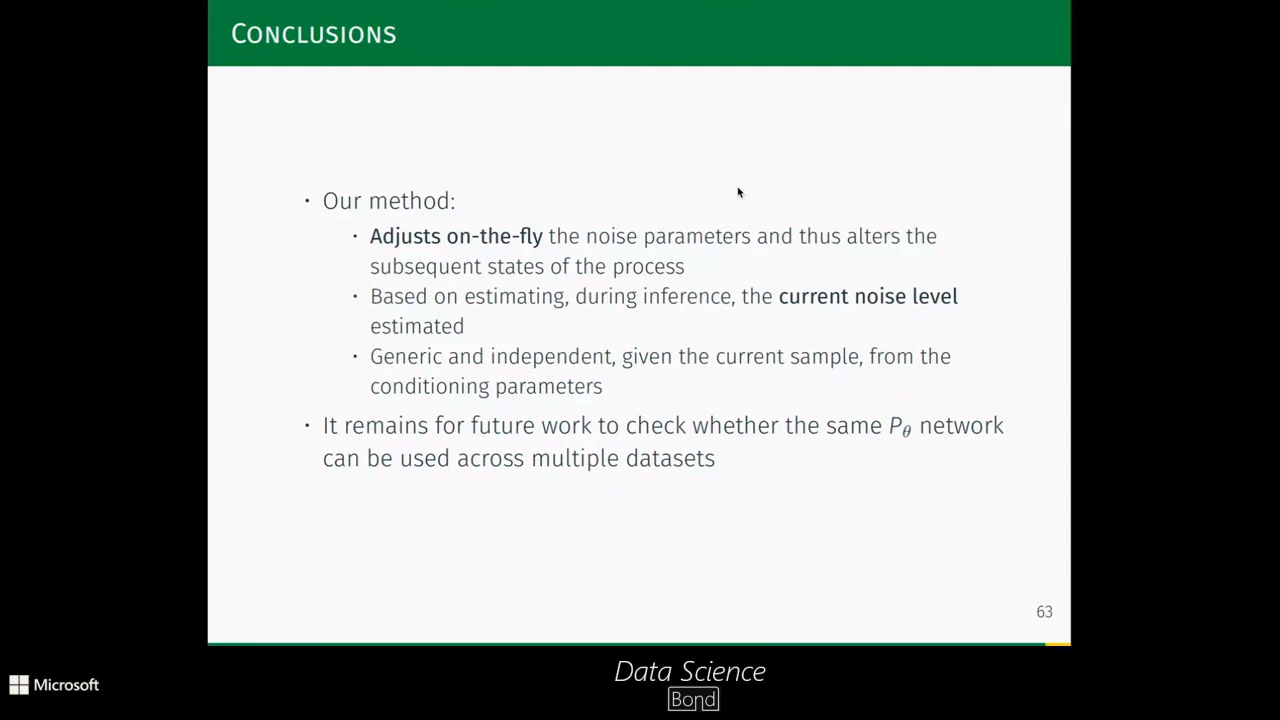 Conclusions
· Our method:
· Adjusts on-the-fly the noise parameters and thus alters the
subsequent states of the process
· Based on estimating, during inference, the current noise level
estimated
· Generic and independent, given the current sample, from the
conditioning parameters
· It remains for future work to check whether the same Pθ network
can be used across multiple datasets
63
Microsoft
Data Science
Bond